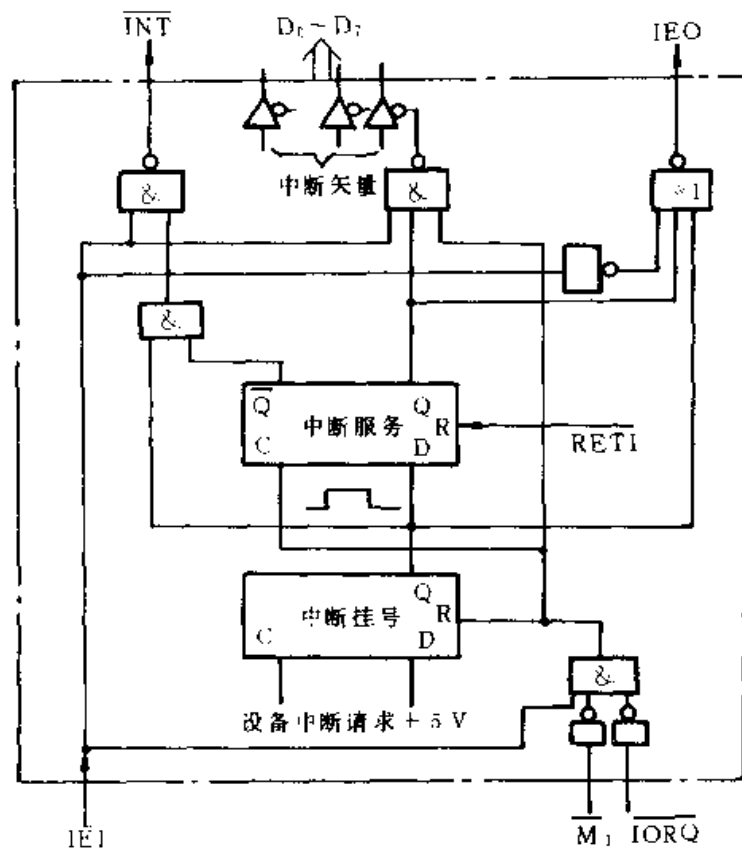 INT D₀~D₇ IEO
中断矢量
& & ≥1
&
Q Q
中断服务 R
C D RETI
Q
中断挂号 R
C D
&
设备中断请求 +5V
IEI M₁ IORQ